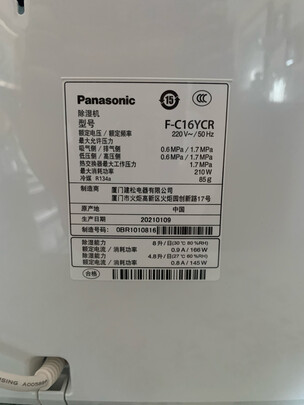 Panasonic
15
除湿机
型号 F-C16YCR
额定电压 / 额定频率 220 V~ / 50 Hz
最大允许压力
吸气侧 / 排气侧 0.6 MPa / 1.7 MPa
低压侧 / 高压侧 0.6 MPa / 1.7 MPa
热交换器最大工作压力 1.7 MPa
最大消耗功率 210 W
冷媒 R134a 85 g
制造商 厦门建松电器有限公司
厦门市火炬高新区火炬园创新路17号
原产地 中国
生产日期 20210109
制造编号: 0BR1010816
除湿能力 8 升/日(30 ℃ 80 %RH)
额定电流 / 消耗功率 0.9 A / 166 W
除湿能力 4.8 升/日(27 ℃ 60 %RH)
额定电流 / 消耗功率 0.8 A / 145 W
合格